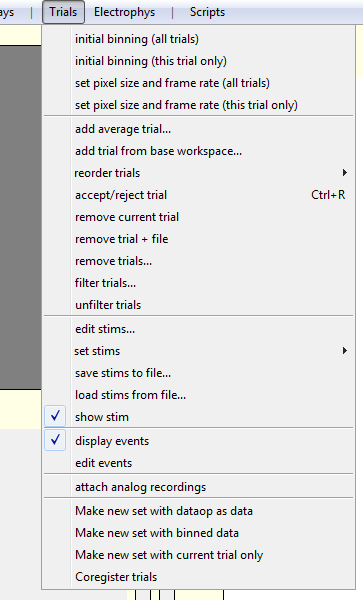 ays | Trials Electrophys | Scripts
initial binning (all trials)
initial binning (this trial only)
set pixel size and frame rate (all trials)
set pixel size and frame rate (this trial only)
add average trial...
add trial from base workspace...
reorder trials
accept/reject trial Ctrl+R
remove current trial
remove trial + file
remove trials...
filter trials...
unfilter trials
edit stims...
set stims
save stims to file...
load stims from file...
show stim
display events
edit events
attach analog recordings
Make new set with dataop as data
Make new set with binned data
Make new set with current trial only
Coregister trials